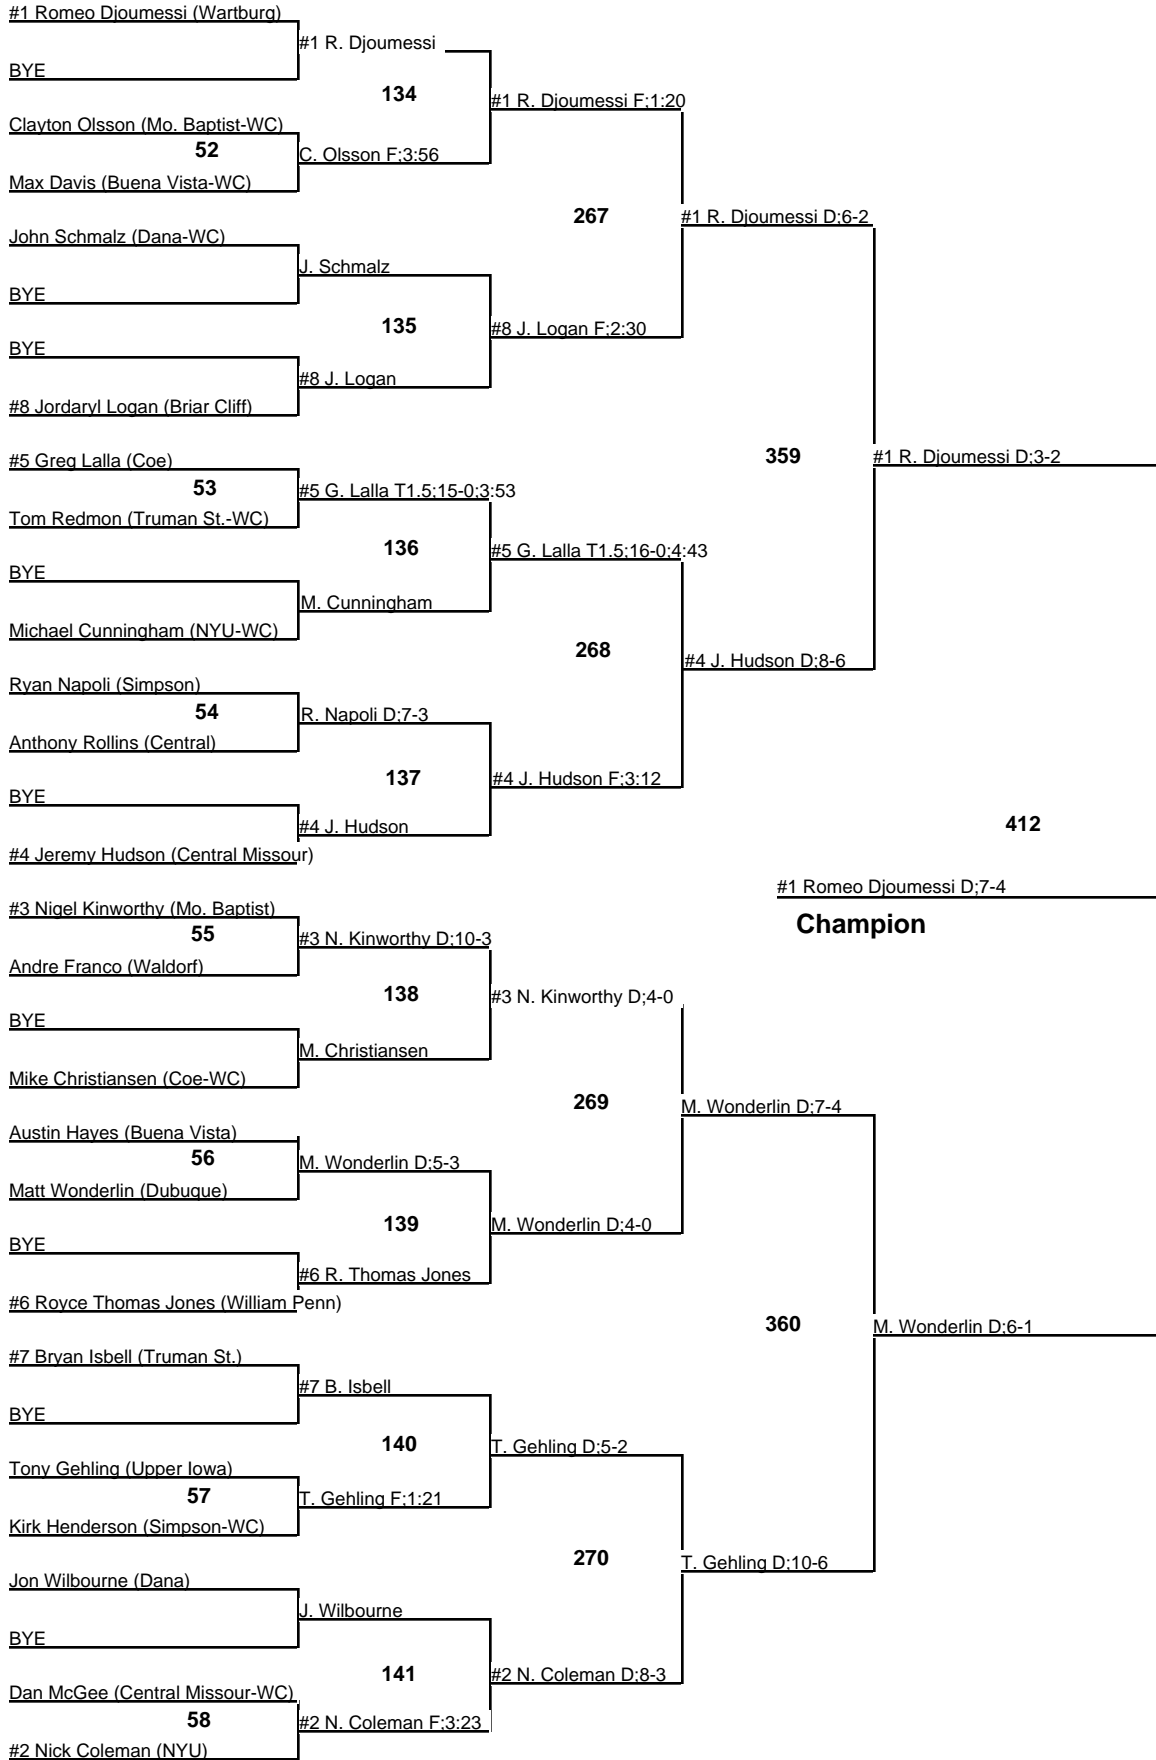 #1 Romeo Djoumessi (Wartburg)
#1 R. Djoumessi
BYE
134
#1 R. Djoumessi F;1:20
Clayton Olsson (Mo. Baptist-WC)
52
C. Olsson F;3:56
Max Davis (Buena Vista-WC)
267
#1 R. Djoumessi D;6-2
John Schmalz (Dana-WC)
J. Schmalz
BYE
135
#8 J. Logan F;2:30
BYE
#8 J. Logan
#8 Jordaryl Logan (Briar Cliff)
359
#1 R. Djoumessi D;3-2
#5 Greg Lalla (Coe)
53
#5 G. Lalla T1.5;15-0;3:53
Tom Redmon (Truman St.-WC)
136
#5 G. Lalla T1.5;16-0;4:43
BYE
M. Cunningham
Michael Cunningham (NYU-WC)
268
#4 J. Hudson D;8-6
Ryan Napoli (Simpson)
54
R. Napoli D;7-3
Anthony Rollins (Central)
137
#4 J. Hudson F;3:12
BYE
#4 J. Hudson
#4 Jeremy Hudson (Central Missour)
412
#1 Romeo Djoumessi D;7-4
Champion
#3 Nigel Kinworthy (Mo. Baptist)
55
#3 N. Kinworthy D;10-3
Andre Franco (Waldorf)
138
#3 N. Kinworthy D;4-0
BYE
M. Christiansen
Mike Christiansen (Coe-WC)
269
M. Wonderlin D;7-4
Austin Hayes (Buena Vista)
56
M. Wonderlin D;5-3
Matt Wonderlin (Dubuque)
139
M. Wonderlin D;4-0
BYE
#6 R. Thomas Jones
#6 Royce Thomas Jones (William Penn)
360
M. Wonderlin D;6-1
#7 Bryan Isbell (Truman St.)
#7 B. Isbell
BYE
140
T. Gehling D;5-2
Tony Gehling (Upper Iowa)
57
T. Gehling F;1:21
Kirk Henderson (Simpson-WC)
270
T. Gehling D;10-6
Jon Wilbourne (Dana)
J. Wilbourne
BYE
141
#2 N. Coleman D;8-3
Dan McGee (Central Missour-WC)
58
#2 N. Coleman F;3:23
#2 Nick Coleman (NYU)